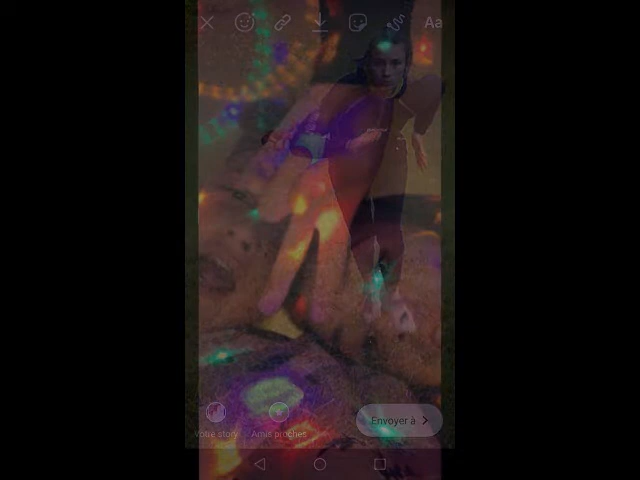 Aa
Votre story
Amis proches
Envoyer à